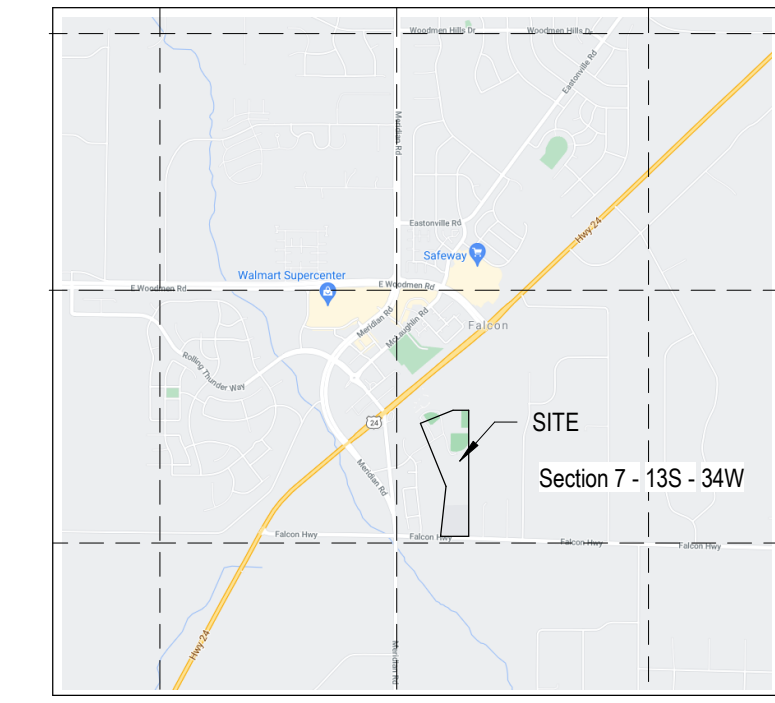 Woodmen Hills Dr
Woodmen Hills Dr
Eastonville Rd
Meridian Rd
Hwy 24
Eastonville Rd
Safeway
Walmart Supercenter
E Woodmen Rd
E Woodmen Rd
Meridian Rd
McLaughlin Rd
Falcon
Rolling Thunder Way
24
SITE
Meridian Rd
Section 7 - 13S - 34W
Falcon Hwy
Falcon Hwy
Falcon Hwy
Falcon Hwy
Hwy 24
Meridian Rd